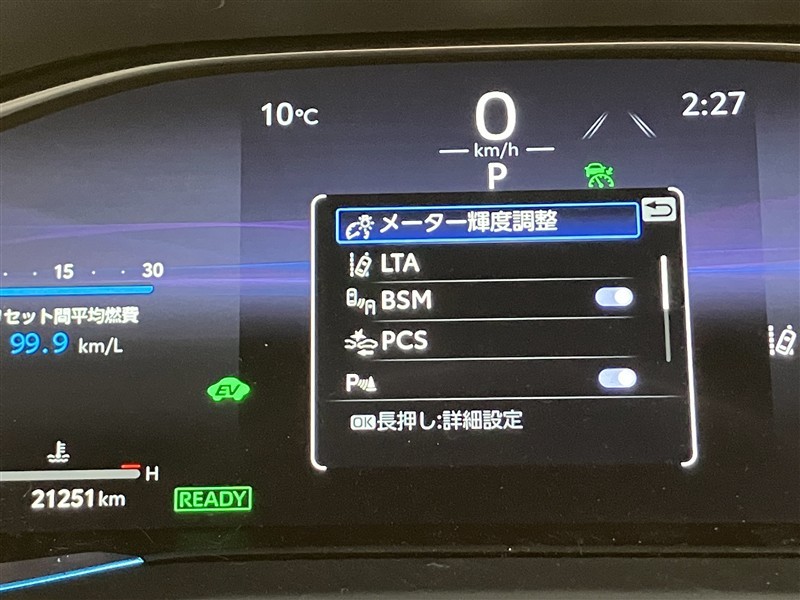 10℃
0
km/h
P
2:27
メーター輝度調整
LTA
BSM
PCS
P
OK長押し:詳細設定
15 30
セット間平均燃費
99.9 km/L
EV
H
21251 km
READY